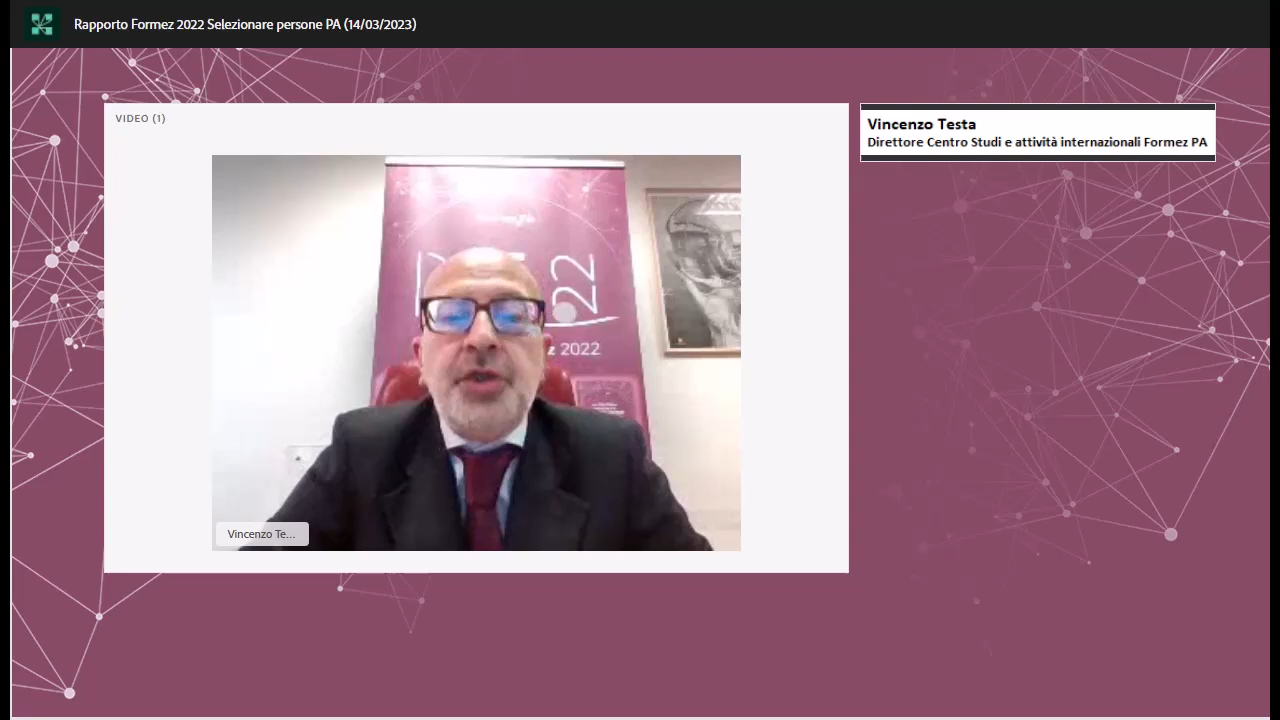 Rapporto Formez 2022 Selezionare persone PA (14/03/2023)
VIDEO (1)
Vincenzo Testa
Direttore Centro Studi e attività internazionali Formez PA
22
2022
Vincenzo Te...